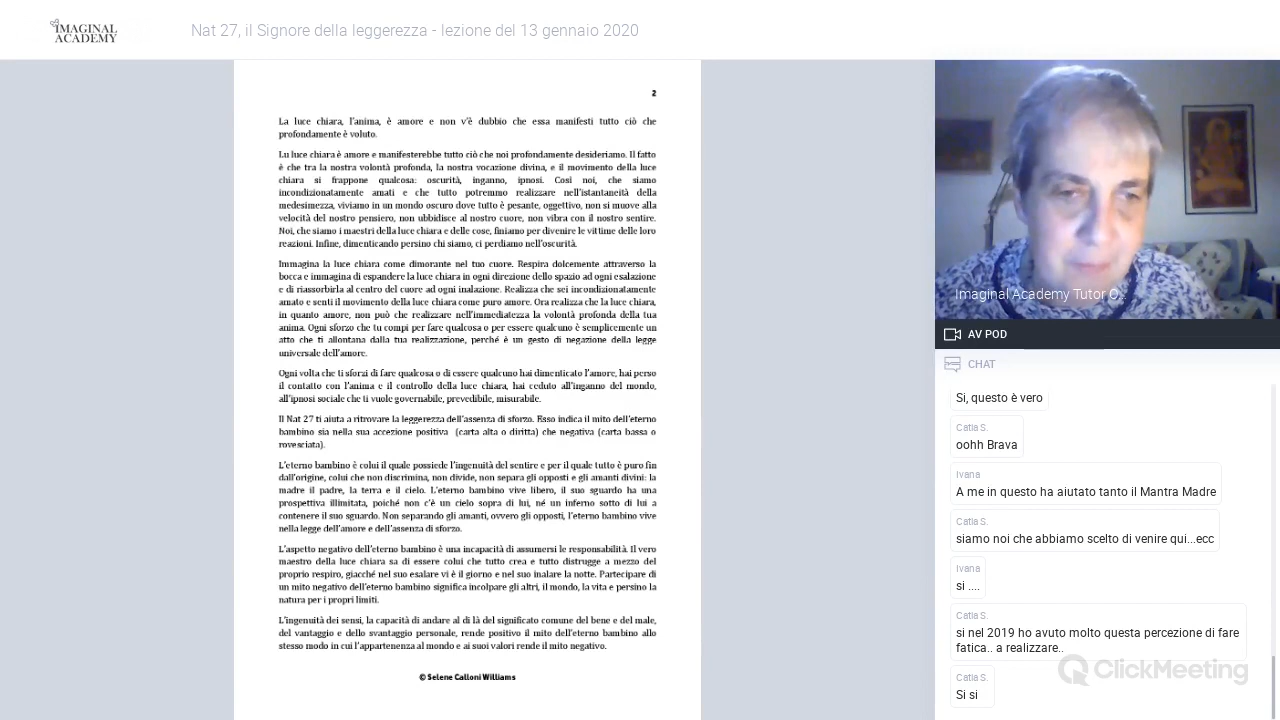 IMAGINAL
ACADEMY
Nat 27, il Signore della leggerezza - lezione del 13 gennaio 2020
2
La luce chiara, l'anima, è amore e non v'è dubbio che essa manifesti tutto ciò che
profondamente è voluto.
Lu luce chiara è amore e manifesterebbe tutto ciò che noi profondamente desideriamo. Il fatto
è che tra la nostra volontà profonda, la nostra vocazione divina, e il movimento della luce
chiara si frappone qualcosa: oscurità, inganno, ipnosi. Così noi, che siamo
incondizionatamente amati e che tutto potremmo realizzare nell'istantaneità della
medesimezza, viviamo in un mondo oscuro dove tutto è pesante, oggettivo, non si muove alla
velocità del nostro pensiero, non ubbidisce al nostro cuore, non vibra con il nostro sentire.
Noi, che siamo i maestri della luce chiara e delle cose, finiamo per divenire le vittime delle loro
reazioni. Infine, dimenticando persino chi siamo, ci perdiamo nell'oscurità.
Immagina la luce chiara come dimorante nel tuo cuore. Respira dolcemente attraverso la
bocca e immagina di espandere la luce chiara in ogni direzione dello spazio ad ogni esalazione
e di riassorbirla al centro del cuore ad ogni inalazione. Realizza che sei incondizionatamente
amato e senti il movimento della luce chiara come puro amore. Ora realizza che la luce chiara,
in quanto amore, non può che realizzare nell'immediatezza la volontà profonda della tua
anima. Ogni sforzo che tu compi per fare qualcosa o per essere qualcuno è semplicemente un
atto che ti allontana dalla tua realizzazione, perché è un gesto di negazione della legge
universale dell'amore.
Ogni volta che ti sforzi di fare qualcosa o di essere qualcuno hai dimenticato l'amore, hai perso
il contatto con l'anima e il controllo della luce chiara, hai ceduto all'inganno del mondo,
all'ipnosi sociale che ti vuole governabile, prevedibile, misurabile.
Il Nat 27 ti aiuta a ritrovare la leggerezza dell'assenza di sforzo. Esso indica il mito dell'eterno
bambino sia nella sua accezione positiva (carta alta o diritta) che negativa (carta bassa o
rovesciata).
L'eterno bambino è colui il quale possiede l'ingenuità del sentire e per il quale tutto è puro fin
dall'origine, colui che non discrimina, non divide, non separa gli opposti e gli amanti divini: la
madre il padre, la terra e il cielo. L'eterno bambino vive libero, il suo sguardo ha una
prospettiva illimitata, poiché non c'è un cielo sopra di lui, né un inferno sotto di lui a
contenere il suo sguardo. Non separando gli amanti, ovvero gli opposti, l'eterno bambino vive
nella legge dell'amore e dell'assenza di sforzo.
L'aspetto negativo dell'eterno bambino è una incapacità di assumersi le responsabilità. Il vero
maestro della luce chiara sa di essere colui che tutto crea e tutto distrugge a mezzo del
proprio respiro, giacché nel suo esalare vi è il giorno e nel suo inalare la notte. Partecipare di
un mito negativo dell'eterno bambino significa incolpare gli altri, il mondo, la vita e persino la
natura per i propri limiti.
L'ingenuità dei sensi, la capacità di andare al di là del significato comune del bene e del male,
del vantaggio e dello svantaggio personale, rende positivo il mito dell'eterno bambino allo
stesso modo in cui l'appartenenza al mondo e ai suoi valori rende il mito negativo.
© Selene Calloni Williams
Imaginal Academy Tutor O...
AV POD
CHAT
Si, questo è vero
Catia S.
oohh Brava
Ivana
A me in questo ha aiutato tanto il Mantra Madre
Catia S.
siamo noi che abbiamo scelto di venire qui...ecc
Ivana
si ....
Catia S.
si nel 2019 ho avuto molto questa percezione di fare
fatica.. a realizzare..
Catia S.
Si si
ClickMeeting